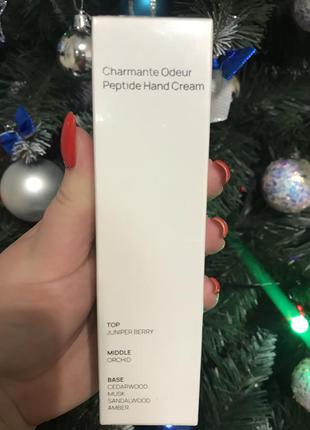 Charmante Odeur
Peptide Hand Cream
TOP
JUNIPER BERRY
MIDDLE
ORCHID
BASE
CEDARWOOD
MUSK
SANDALWOOD
AMBER